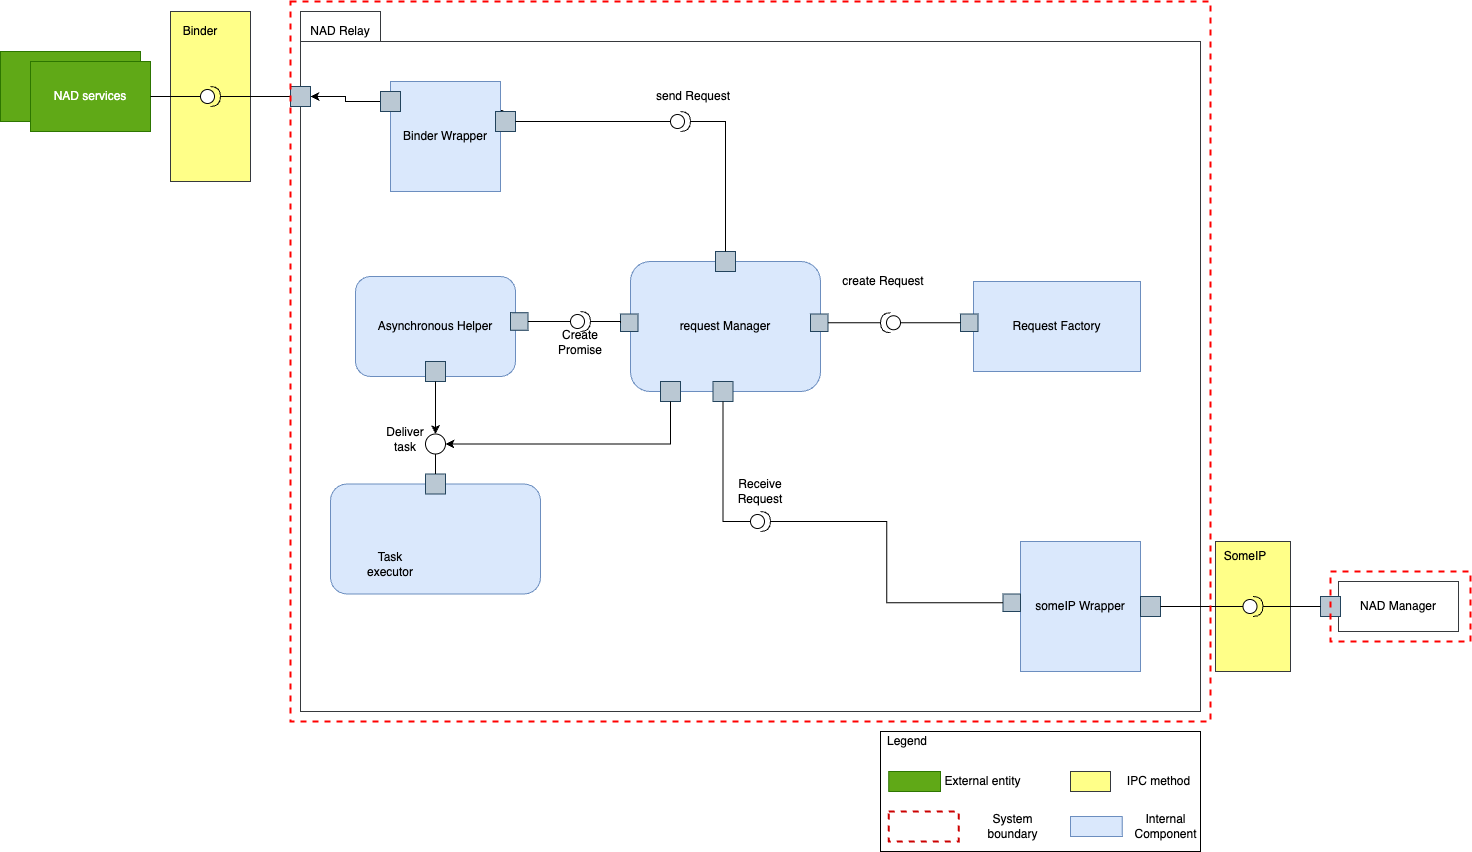 Binder
NAD Relay
NAD services
send Request
Binder Wrapper
create Request
Asynchronous Helper
Create
Promise
request Manager
Request Factory
Deliver
task
Receive
Request
Task
executor
someIP Wrapper
SomeIP
NAD Manager
Legend
External entity
IPC method
System
boundary
Internal
Component